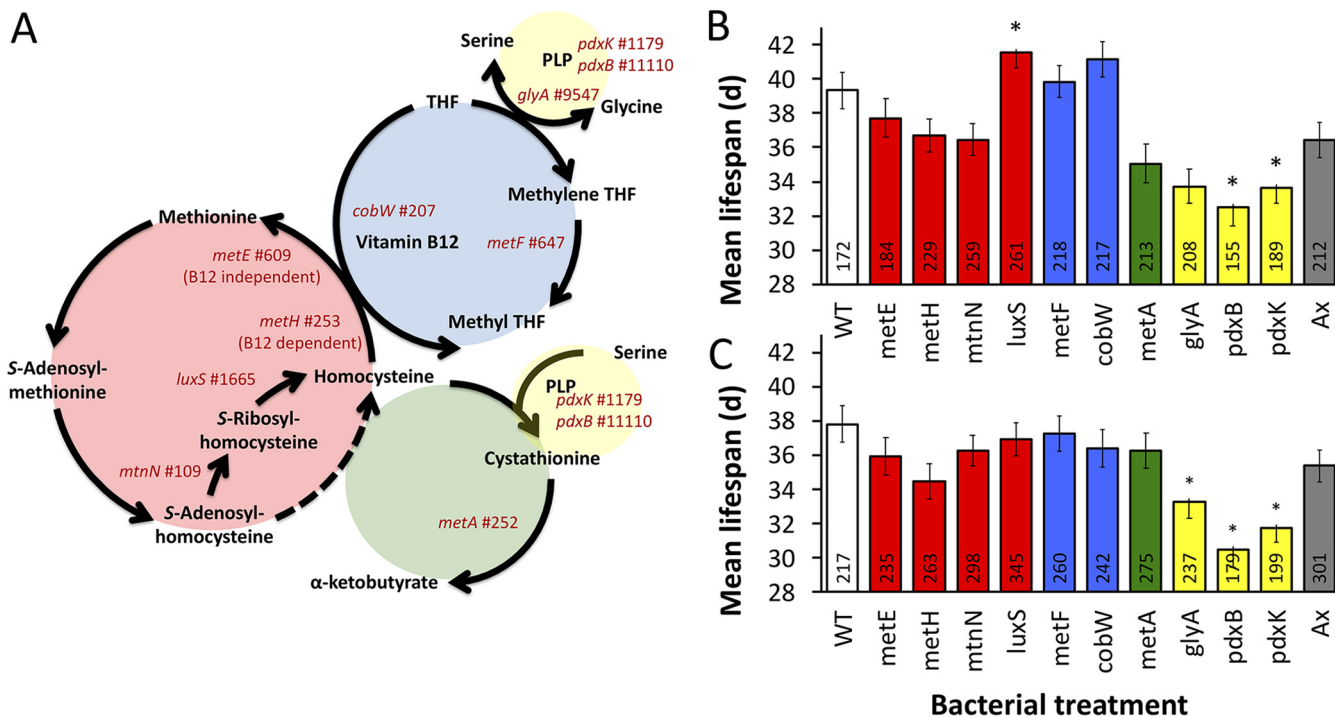 A
Serine
PLP
pdxK #1179
pdxB #11110
glyA #9547
Glycine
THF
Methylene THF
cobW #207
Vitamin B12
metF #647
Methyl THF
Methionine
metE #609
(B12 independent)
metH #253
(B12 dependent)
S-Adenosyl-
methionine
luxS #1665
Homocysteine
S-Ribosyl-
homocysteine
mtnN #109
S-Adenosyl-
homocysteine
Serine
PLP
pdxK #1179
pdxB #11110
Cystathionine
metA #252
α-ketobutyrate
B
Mean lifespan (d)
42
40
38
36
34
32
30
28
* * *
172 184 229 259 261 218 217 213 208 155 189 212
WT metE metH mtnN luxS metF cobW metA glyA pdxB pdxK Ax
C
Mean lifespan (d)
42
40
38
36
34
32
30
28
* * *
217 235 263 298 345 260 242 275 237 179 199 301
WT metE metH mtnN luxS metF cobW metA glyA pdxB pdxK Ax
Bacterial treatment